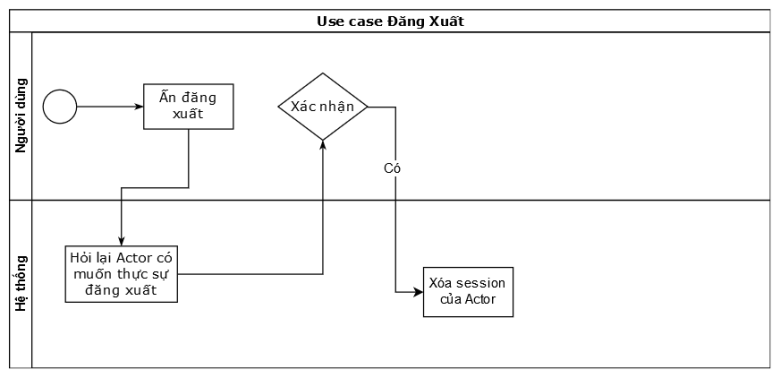 Use case Đăng Xuất
Người dùng
Ấn đăng
xuất
Xác nhận
Có
Hệ thống
Hỏi lại Actor có
muốn thực sự
đăng xuất
Xóa session
của Actor